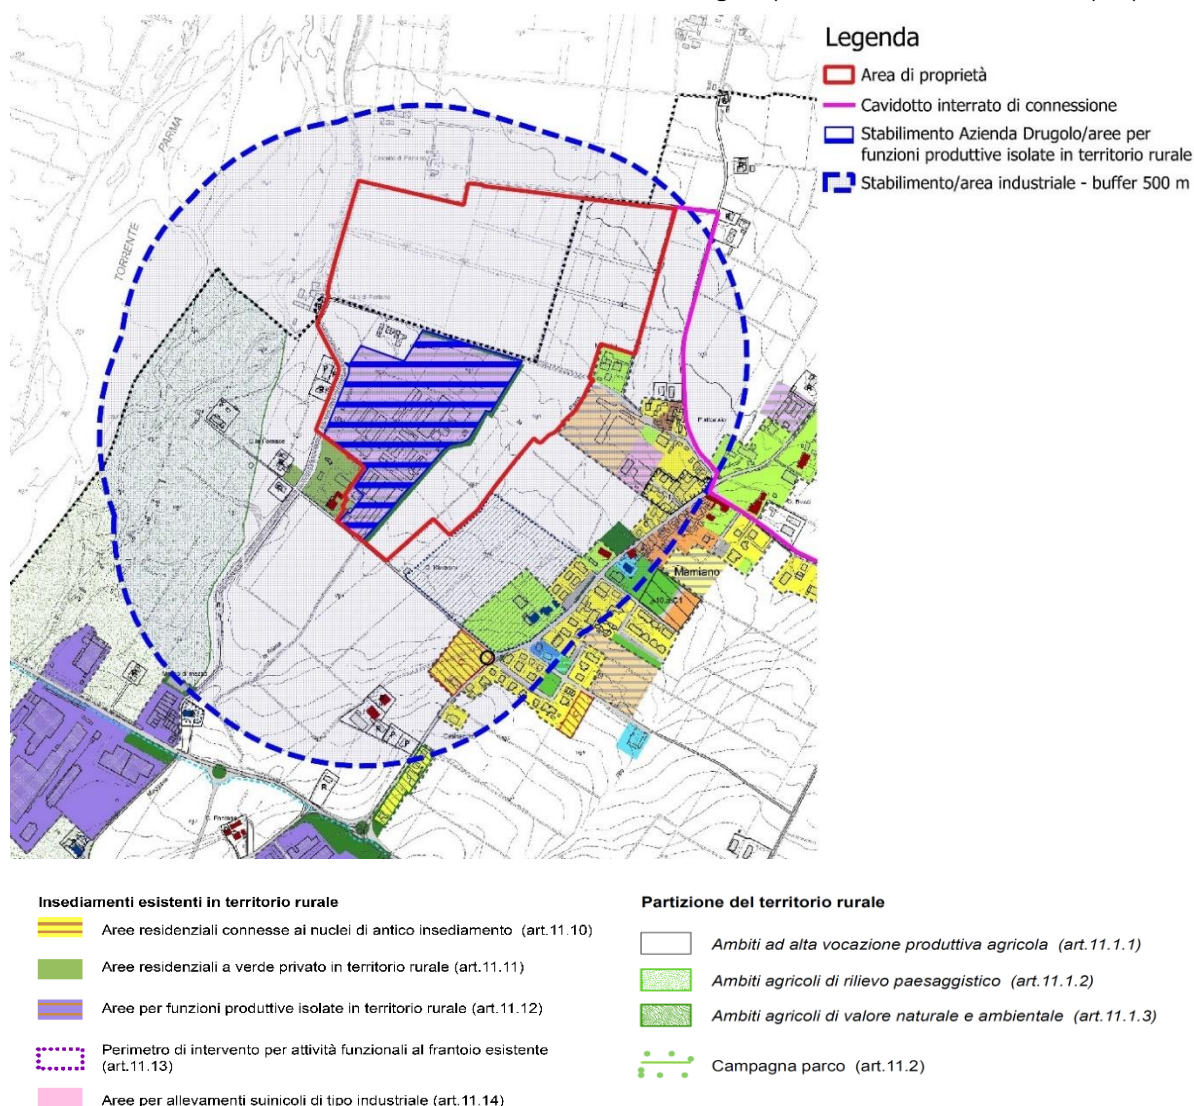 Legenda
Area di proprietà
Cavidotto interrato di connessione
Stabilimento Azienda Drugolo/aree per
funzioni produttive isolate in territorio rurale
Stabilimento/area industriale - buffer 500 m
PARMA
TORRENTE
Mamiano
Insediamenti esistenti in territorio rurale
Aree residenziali connesse ai nuclei di antico insediamento (art.11.10)
Aree residenziali a verde privato in territorio rurale (art.11.11)
Aree per funzioni produttive isolate in territorio rurale (art.11.12)
Perimetro di intervento per attività funzionali al frantoio esistente
(art.11.13)
Aree per allevamenti suinicoli di tipo industriale (art.11.14)
Partizione del territorio rurale
Ambiti ad alta vocazione produttiva agricola (art.11.1.1)
Ambiti agricoli di rilievo paesaggistico (art.11.1.2)
Ambiti agricoli di valore naturale e ambientale (art.11.1.3)
Campagna parco (art.11.2)